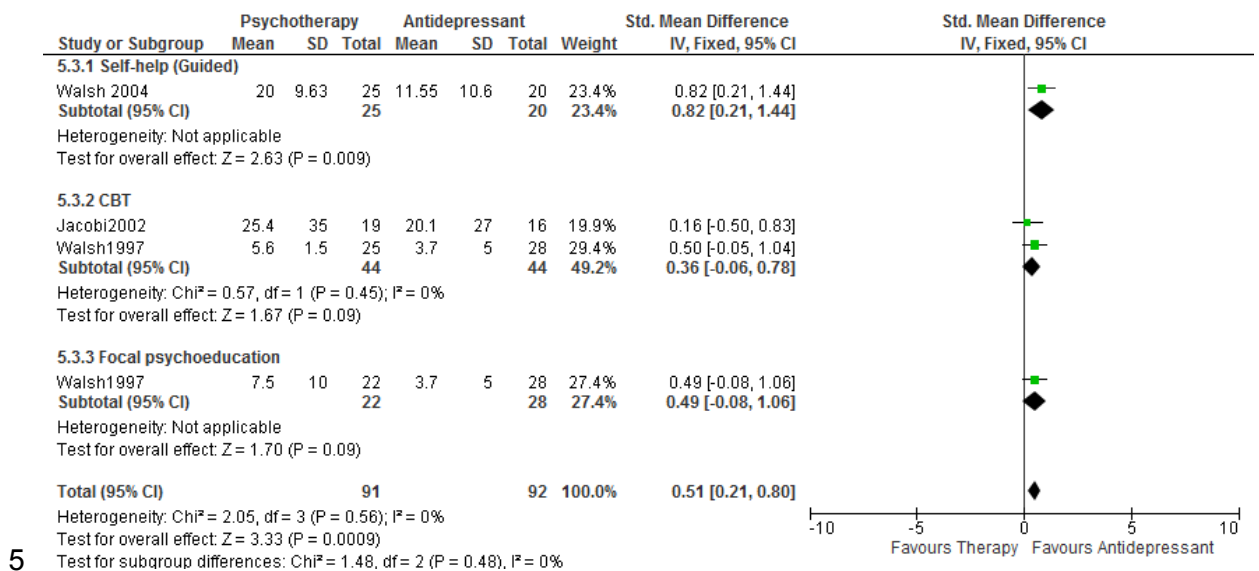 Psychotherapy Antidepressant Std. Mean Difference Std. Mean Difference
Study or Subgroup Mean SD Total Mean SD Total Weight IV, Fixed, 95% CI IV, Fixed, 95% CI
5.3.1 Self-help (Guided)
Walsh 2004 20 9.63 25 11.55 10.6 20 23.4% 0.82 [0.21, 1.44]
Subtotal (95% CI) 25 20 23.4% 0.82 [0.21, 1.44]
Heterogeneity: Not applicable
Test for overall effect: Z = 2.63 (P = 0.009)
5.3.2 CBT
Jacobi2002 25.4 35 19 20.1 27 16 19.9% 0.16 [-0.50, 0.83]
Walsh1997 5.6 1.5 25 3.7 5 28 29.4% 0.50 [-0.05, 1.04]
Subtotal (95% CI) 44 44 49.2% 0.36 [-0.06, 0.78]
Heterogeneity: Chi² = 0.57, df = 1 (P = 0.45); I² = 0%
Test for overall effect: Z = 1.67 (P = 0.09)
5.3.3 Focal psychoeducation
Walsh1997 7.5 10 22 3.7 5 28 27.4% 0.49 [-0.08, 1.06]
Subtotal (95% CI) 22 28 27.4% 0.49 [-0.08, 1.06]
Heterogeneity: Not applicable
Test for overall effect: Z = 1.70 (P = 0.09)
Total (95% CI) 91 92 100.0% 0.51 [0.21, 0.80]
Heterogeneity: Chi² = 2.05, df = 3 (P = 0.56); I² = 0%
Test for overall effect: Z = 3.33 (P = 0.0009)
Test for subgroup differences: Chi² = 1.48, df = 2 (P = 0.48), I² = 0%
-10 -5 0 5 10
Favours Therapy Favours Antidepressant
5